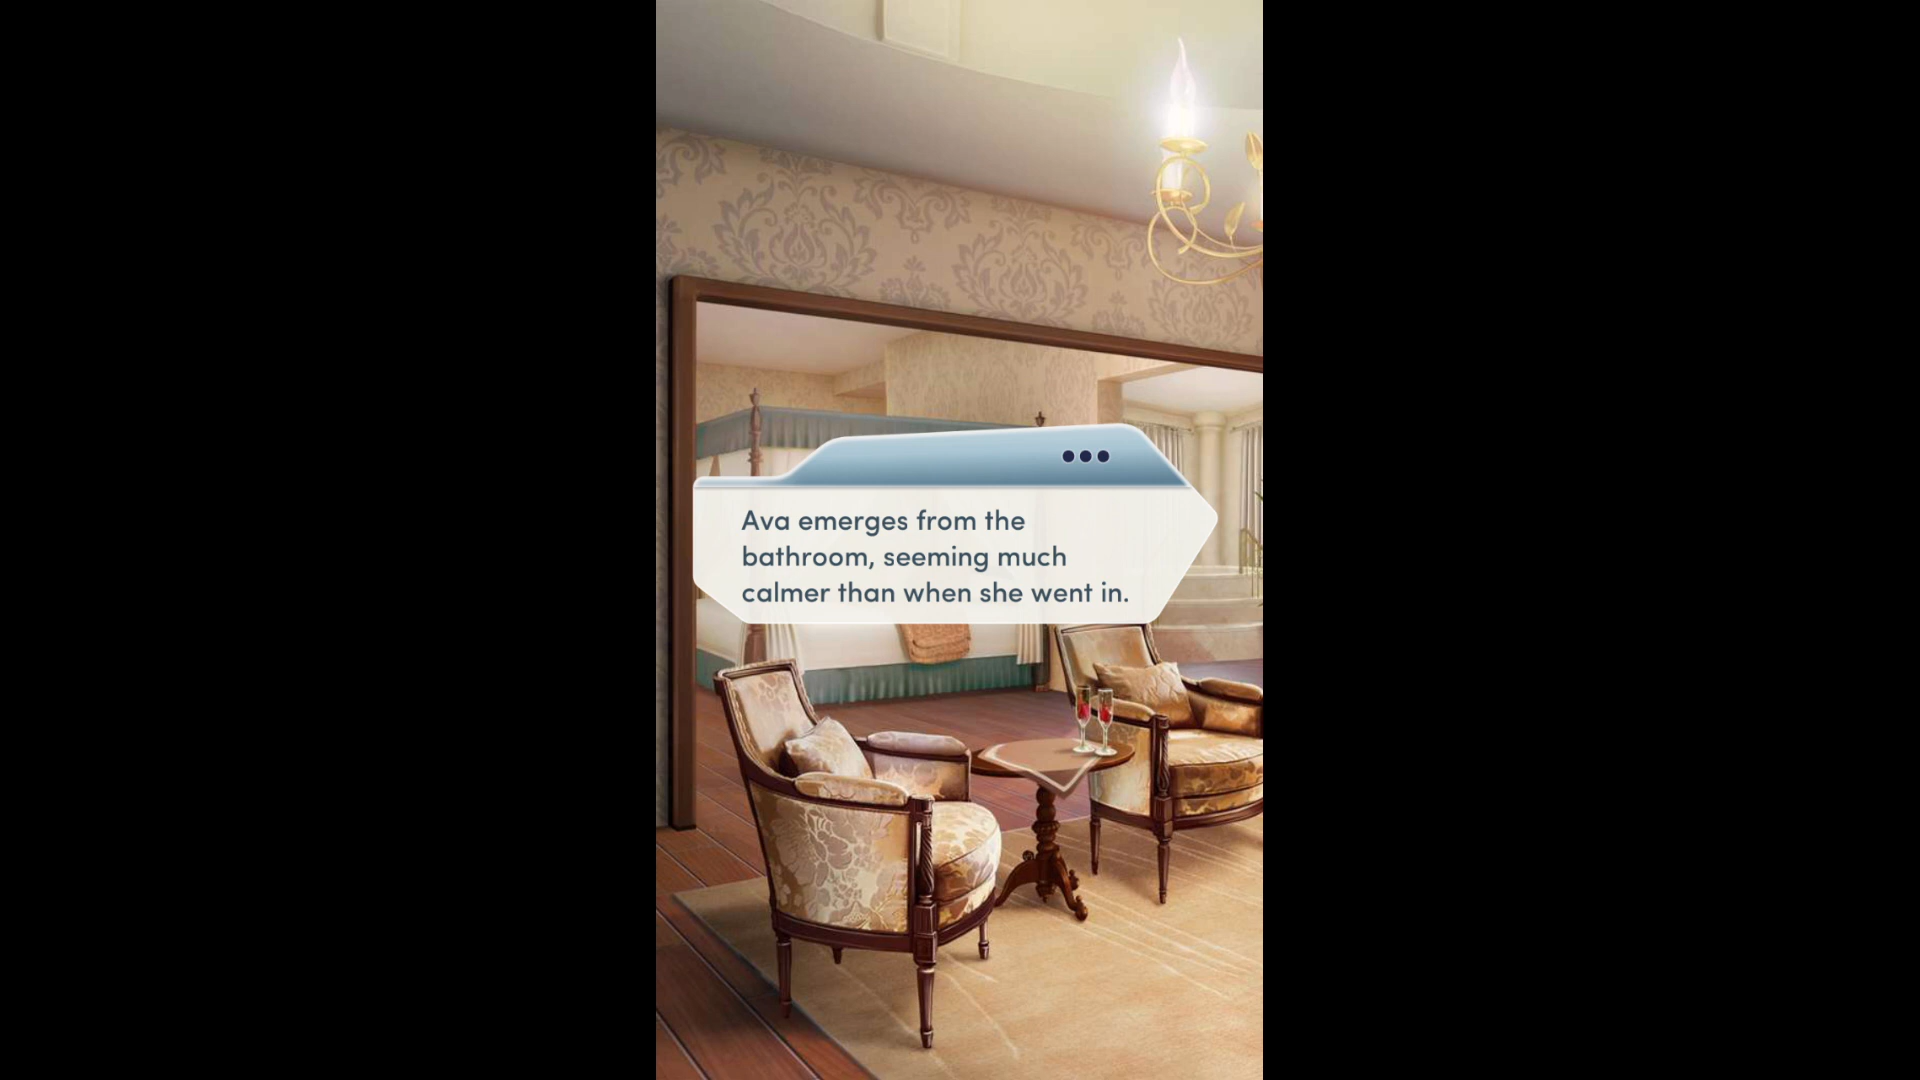 Ava emerges from the
bathroom, seeming much
calmer than when she went in.